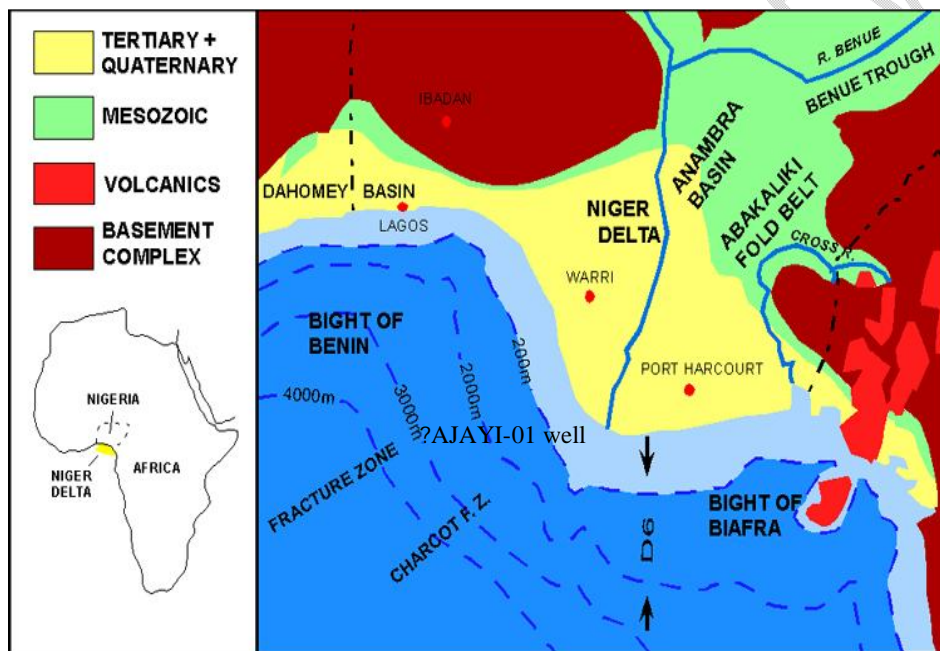 TERTIARY +
QUATERNARY
MESOZOIC
VOLCANICS
BASEMENT
COMPLEX
NIGERIA
NIGER
DELTA
AFRICA
R. BENUE
BENUE TROUGH
IBADAN
ANAMBRA
BASIN
DAHOMEY BASIN
LAGOS
NIGER
DELTA
ABAKALIKI
FOLD BELT
CROSS R.
WARRI
BIGHT OF
BENIN
PORT HARCOURT
200m
2000m
3000m
4000m
?AJAYI-01 well
FRACTURE ZONE
CHARCOT F. Z.
D6
BIGHT OF
BIAFRA